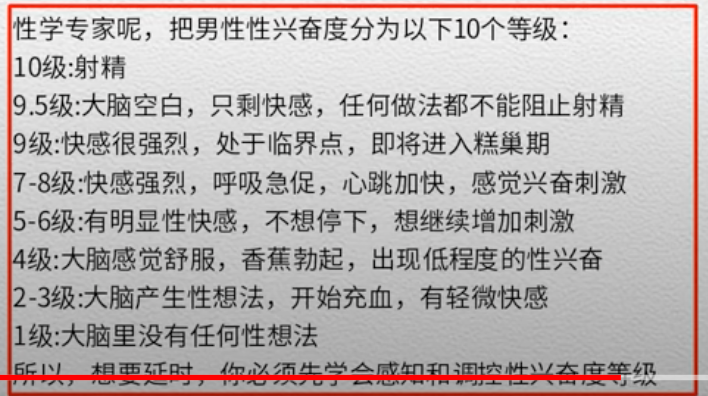 性学专家呢，把男性性兴奋度分为以下10个等级：
10级:射精
9.5级:大脑空白，只剩快感，任何做法都不能阻止射精
9级:快感很强烈，处于临界点，即将进入糕巢期
7-8级:快感强烈，呼吸急促，心跳加快，感觉兴奋刺激
5-6级:有明显性快感，不想停下，想继续增加刺激
4级:大脑感觉舒服，香蕉勃起，出现低程度的性兴奋
2-3级:大脑产生性想法，开始充血，有轻微快感
1级:大脑里没有任何性想法
所以，想要延时，你必须先学会感知和调控性兴奋度等级